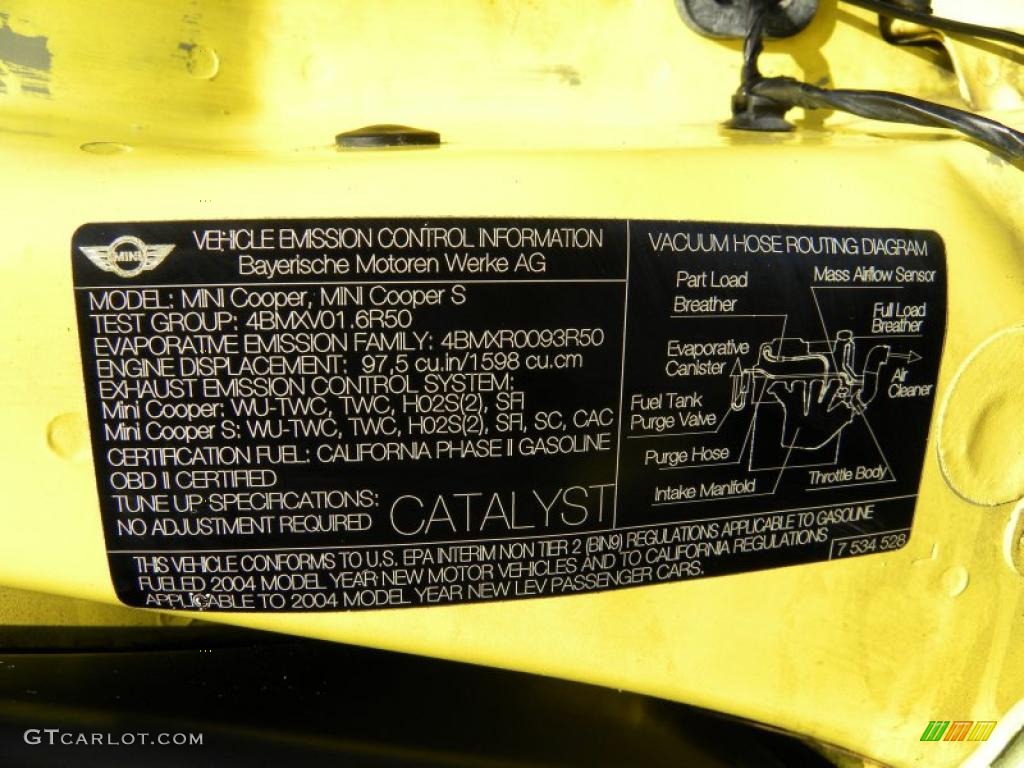 MINI
VEHICLE EMISSION CONTROL INFORMATION
Bayerische Motoren Werke AG
MODEL: MINI Cooper, MINI Cooper S
TEST GROUP: 4BMXV01.6R50
EVAPORATIVE EMISSION FAMILY: 4BMXR0093R50
ENGINE DISPLACEMENT: 97,5 cu.in/1598 cu.cm
EXHAUST EMISSION CONTROL SYSTEM:
Mini Cooper: WU-TWC, TWC, HO2S(2), SFI
Mini Cooper S: WU-TWC, TWC, HO2S(2), SFI, SC, CAC
CERTIFICATION FUEL: CALIFORNIA PHASE II GASOLINE
OBD II CERTIFIED
TUNE UP SPECIFICATIONS:
NO ADJUSTMENT REQUIRED
CATALYST
VACUUM HOSE ROUTING DIAGRAM
Part Load
Breather
Mass Airflow Sensor
Full Load
Breather
Evaporative
Canister
Air
Cleaner
Fuel Tank
Purge Valve
Purge Hose
Intake Manifold
Throttle Body
THIS VEHICLE CONFORMS TO U.S. EPA INTERIM NON TIER 2 (BIN9) REGULATIONS APPLICABLE TO GASOLINE
FUELED 2004 MODEL YEAR NEW MOTOR VEHICLES AND TO CALIFORNIA REGULATIONS
APPLICABLE TO 2004 MODEL YEAR NEW LEV PASSENGER CARS.
7 534 528
GTCARLOT.COM